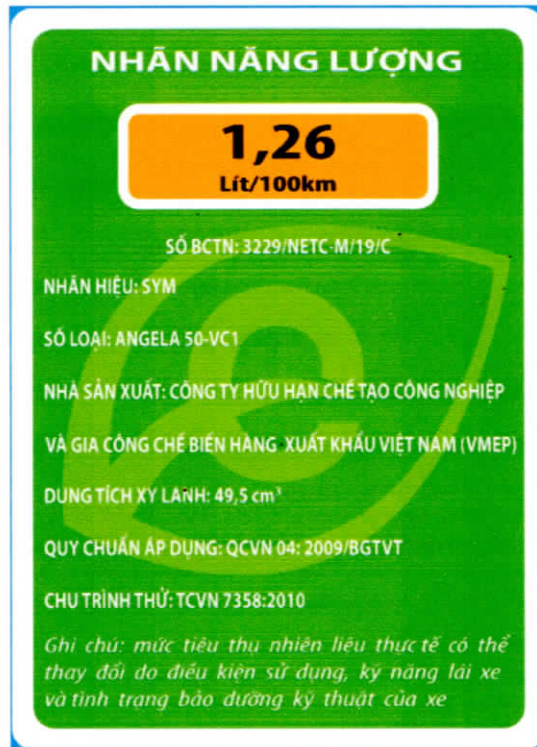 NHÃN NĂNG LƯỢNG
1,26
Lít/100km
SỐ BCTN: 3229/NETC-M/19/C
NHÃN HIỆU: SYM
SỐ LOẠI: ANGELA 50-VC1
NHÀ SẢN XUẤT: CÔNG TY HỮU HẠN CHẾ TẠO CÔNG NGHIỆP
VÀ GIA CÔNG CHẾ BIẾN HÀNG XUẤT KHẨU VIỆT NAM (VMEP)
DUNG TÍCH XY LANH: 49,5 cm³
QUY CHUẨN ÁP DỤNG: QCVN 04: 2009/BGTVT
CHU TRÌNH THỬ: TCVN 7358:2010
Ghi chú: mức tiêu thụ nhiên liệu thực tế có thể
thay đổi do điều kiện sử dụng, kỹ năng lái xe
và tình trạng bảo dưỡng kỹ thuật của xe